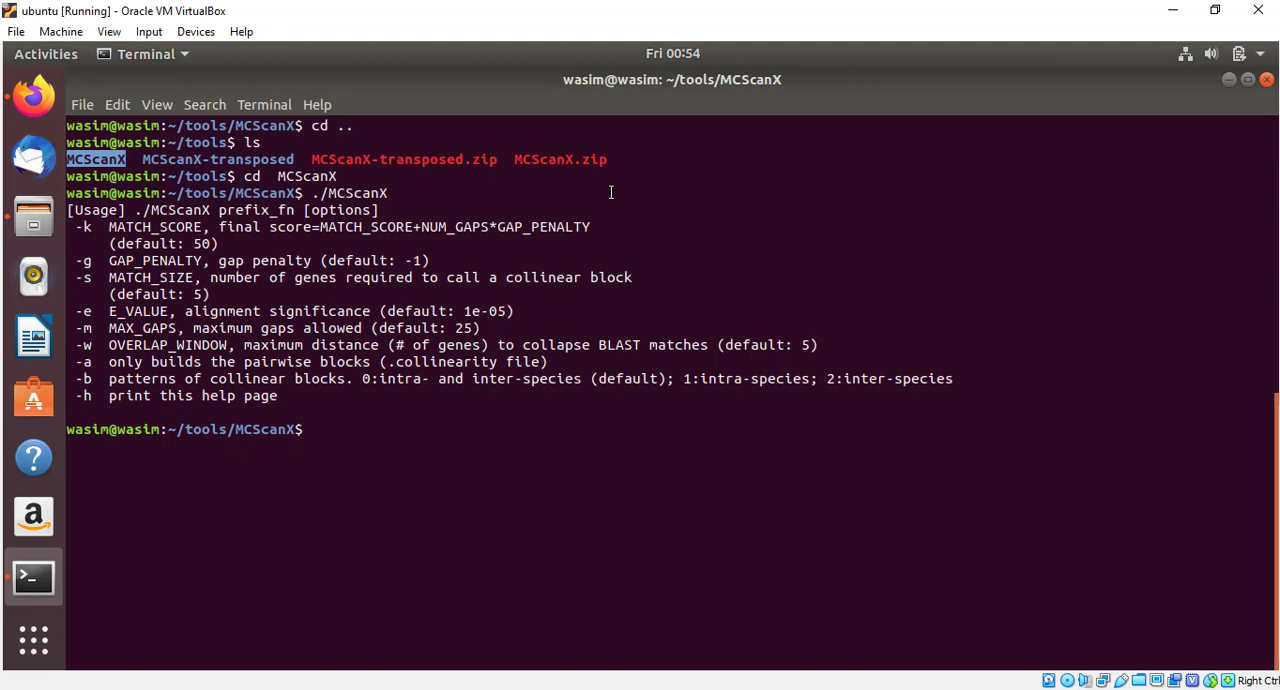 ubuntu [Running] - Oracle VM VirtualBox
File Machine View Input Devices Help
Activities Terminal Fri 00:54
wasim@wasim: ~/tools/MCScanX
File Edit View Search Terminal Help
wasim@wasim:~/tools/MCScanX$ cd ..
wasim@wasim:~/tools$ ls
MCScanX MCScanX-transposed MCScanX-transposed.zip MCScanX.zip
wasim@wasim:~/tools$ cd  MCScanX
wasim@wasim:~/tools/MCScanX$ ./MCScanX
[Usage] ./MCScanX prefix_fn [options]
-k  MATCH_SCORE, final score=MATCH_SCORE+NUM_GAPS*GAP_PENALTY
(default: 50)
-g  GAP_PENALTY, gap penalty (default: -1)
-s  MATCH_SIZE, number of genes required to call a collinear block
(default: 5)
-e  E_VALUE, alignment significance (default: 1e-05)
-m  MAX_GAPS, maximum gaps allowed (default: 25)
-w  OVERLAP_WINDOW, maximum distance (# of genes) to collapse BLAST matches (default: 5)
-a  only builds the pairwise blocks (.collinearity file)
-b  patterns of collinear blocks. 0:intra- and inter-species (default); 1:intra-species; 2:inter-species
-h  print this help page
wasim@wasim:~/tools/MCScanX$
Right Ctrl